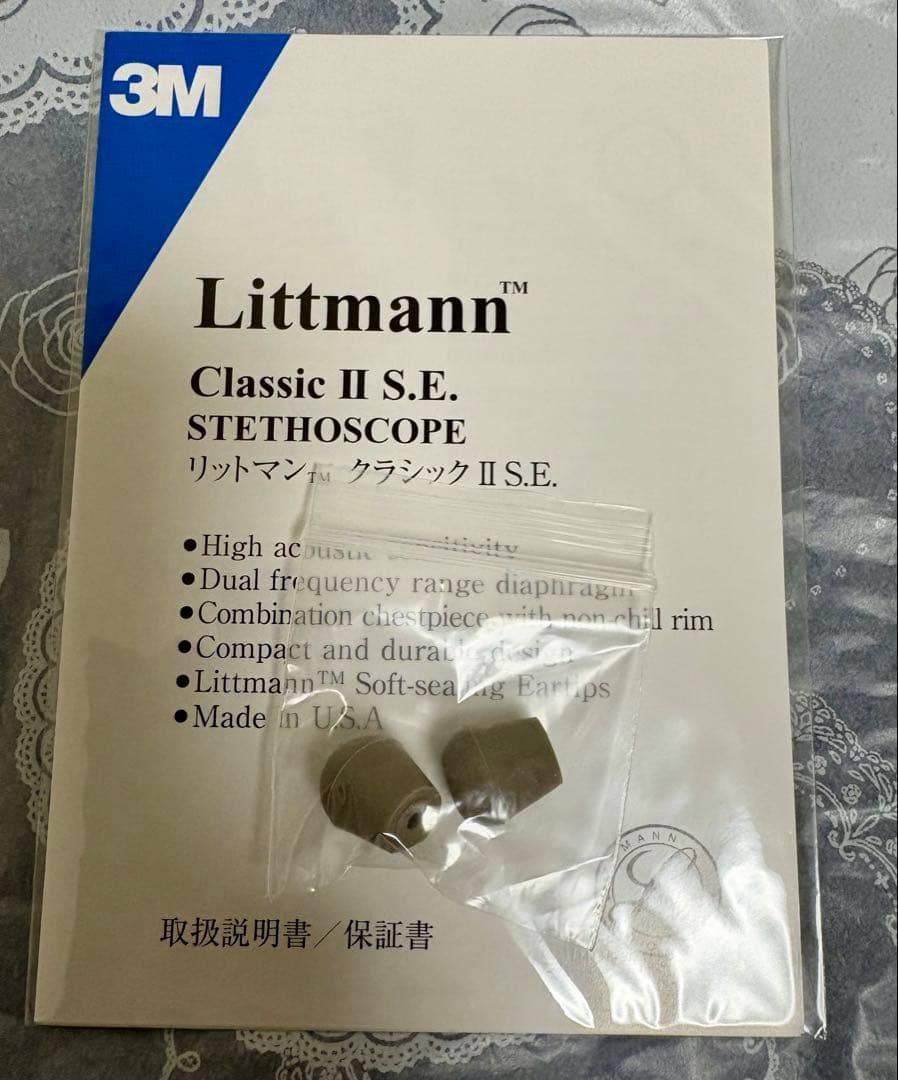 3M
Littmann™
Classic II S.E.
STETHOSCOPE
リットマン™ クラシック II S.E.
●High acoustic sensitivity
●Dual frequency range diaphragm
●Combination chestpiece with non-chill rim
●Compact and durable design
●Littmann™ Soft-sealing Eartips
●Made in U.S.A
MANN
取扱説明書／保証書